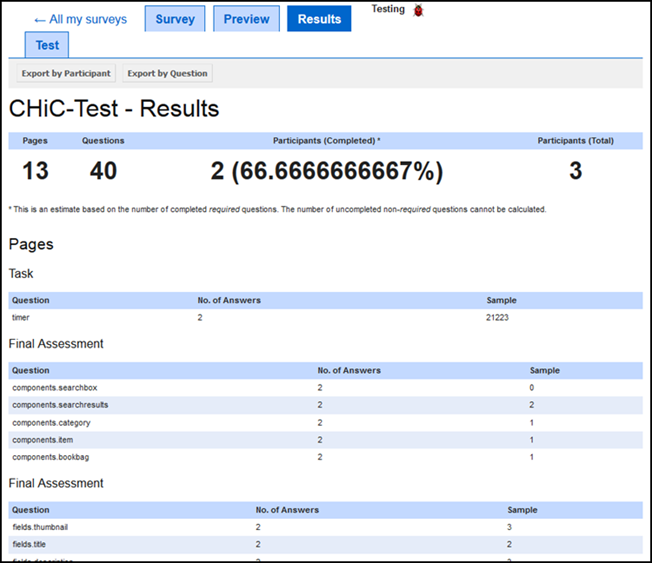 ← All my surveys Survey Preview Results Testing
Test
Export by Participant Export by Question
CHiC-Test - Results
Pages Questions Participants (Completed) * Participants (Total)
13 40 2 (66.6666666667%) 3
* This is an estimate based on the number of completed required questions. The number of uncompleted non-required questions cannot be calculated.
Pages
Task
Question No. of Answers Sample
timer 2 21223
Final Assessment
Question No. of Answers Sample
components.searchbox 2 0
components.searchresults 2 2
components.category 2 1
components.item 2 1
components.bookbag 2 1
Final Assessment
Question No. of Answers Sample
fields.thumbnail 2 3
fields.title 2 2